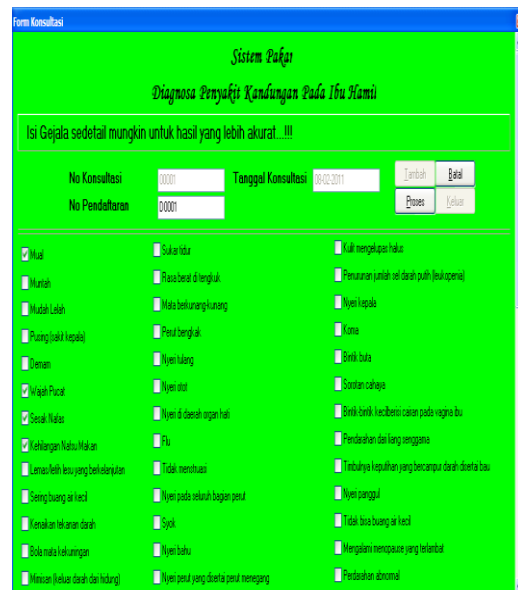 Form Konsultasi
Sistem Pakar
Diagnosa Penyakit Kandungan Pada Ibu Hamil
Isi Gejala sedetail mungkin untuk hasil yang lebih akurat...!!!
No Konsultasi 00001 Tanggal Konsultasi 08-02-2011 Tambah Batal
No Pendaftaran D0001 Proses Keluar
Mual
Muntah
Mudah Lelah
Pusing (sakit kepala)
Demam
Wajah Pucat
Sesak Nafas
Kehilangan Nafsu Makan
Lemas/letih lesu yang berkelanjutan
Sering buang air kecil
Kenaikan tekanan darah
Bola mata kekuningan
Mimisan (keluar darah dari hidung)
Sukar tidur
Rasa berat di tengkuk
Mata berkunang-kunang
Perut bengkak
Nyeri tulang
Nyeri otot
Nyeri di daerah organ hati
Flu
Tidak menstruasi
Nyeri pada seluruh bagian perut
Syok
Nyeri bahu
Nyeri perut yang disertai perut menegang
Kulit mengelupas halus
Penurunan jumlah sel darah putih (leukopenia)
Nyeri kepala
Koma
Bintik buta
Sorotan cahaya
Bintik-bintik kecil berisi cairan pada vagina ibu
Perdarahan dari liang senggama
Timbulnya keputihan yang bercampur darah disertai bau
Nyeri panggul
Tidak bisa buang air kecil
Mengalami menopause yang terlambat
Perdarahan abnormal